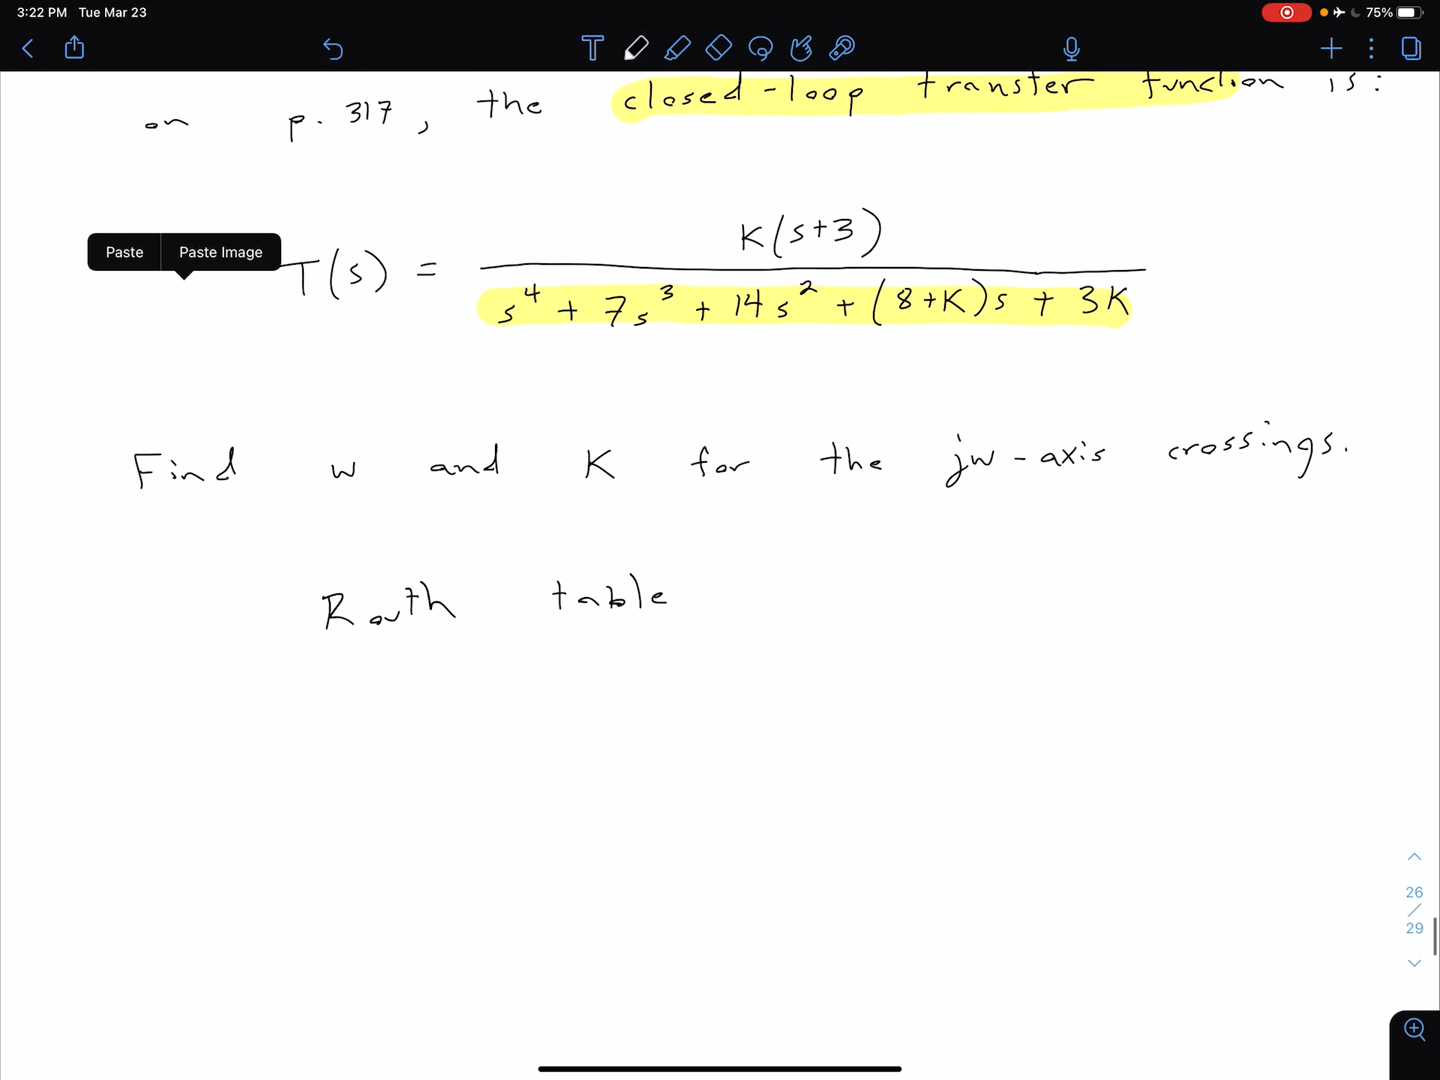 3:22 PM Tue Mar 23
75%
on p. 317, the closed-loop transfer function is:
Paste Paste Image
T(s) = K(s+3)
s^4 + 7s^3 + 14s^2 + (8+K)s + 3K
Find w and K for the jw-axis crossings.
Routh table
26
/
29